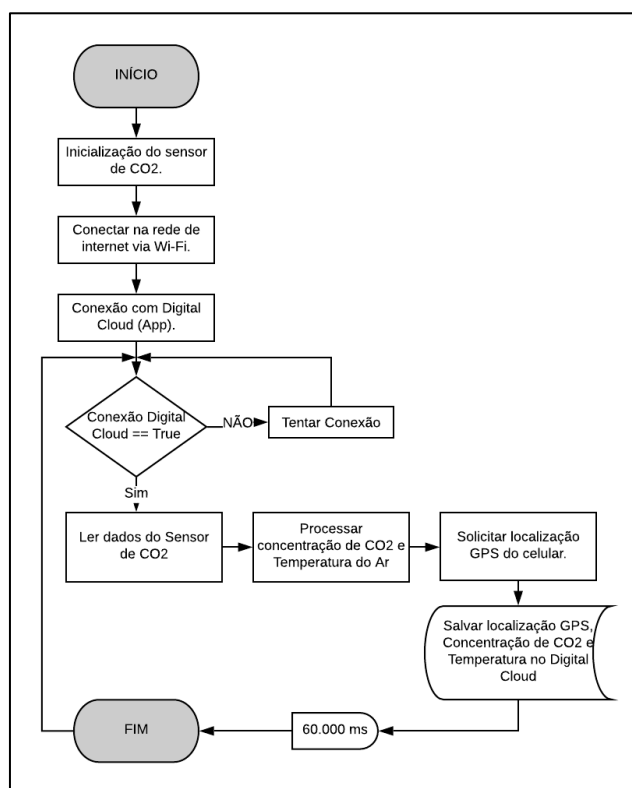 INÍCIO
Inicialização do sensor
de CO2.
Conectar na rede de
internet via Wi-Fi.
Conexão com Digital
Cloud (App).
Conexão Digital
Cloud == True
NÃO
Tentar Conexão
Sim
Ler dados do Sensor
de CO2
Processar
concentração de CO2 e
Temperatura do Ar
Solicitar localização
GPS do celular.
Salvar localização GPS,
Concentração de CO2 e
Temperatura no Digital
Cloud
60.000 ms
FIM